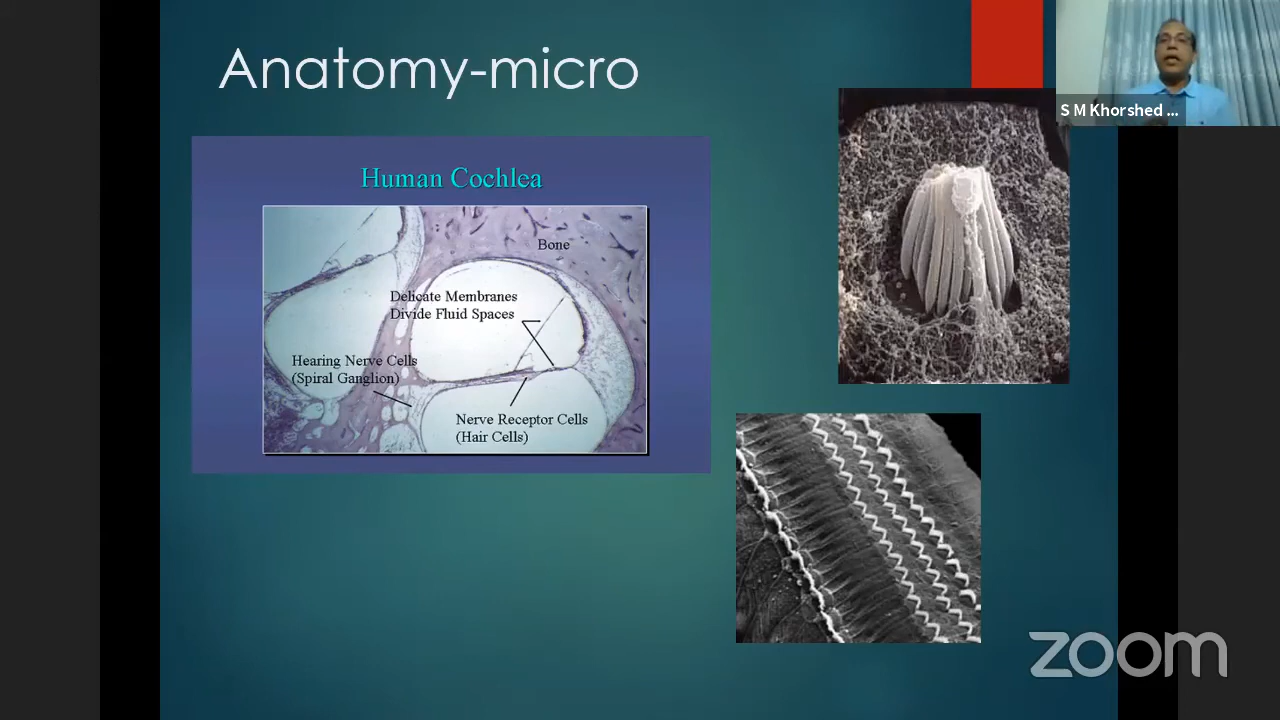 Anatomy-micro
S M Khorshed ...
Human Cochlea
Bone
Delicate Membranes
Divide Fluid Spaces
Hearing Nerve Cells
(Spiral Ganglion)
Nerve Receptor Cells
(Hair Cells)
zoom